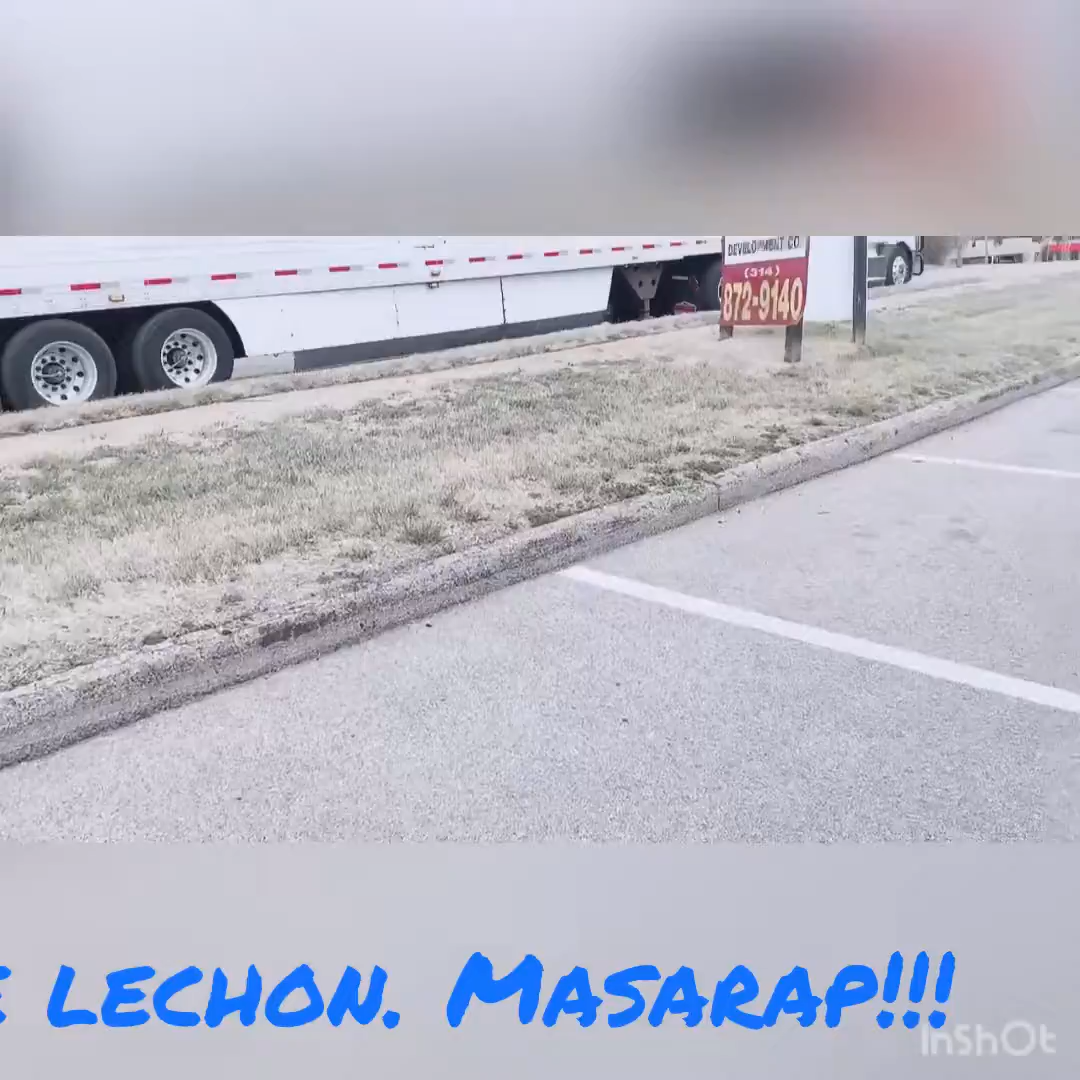 DEVELOPMENT CO.
(314)
872-9140
E LECHON. MASARAP!!!
InShOt